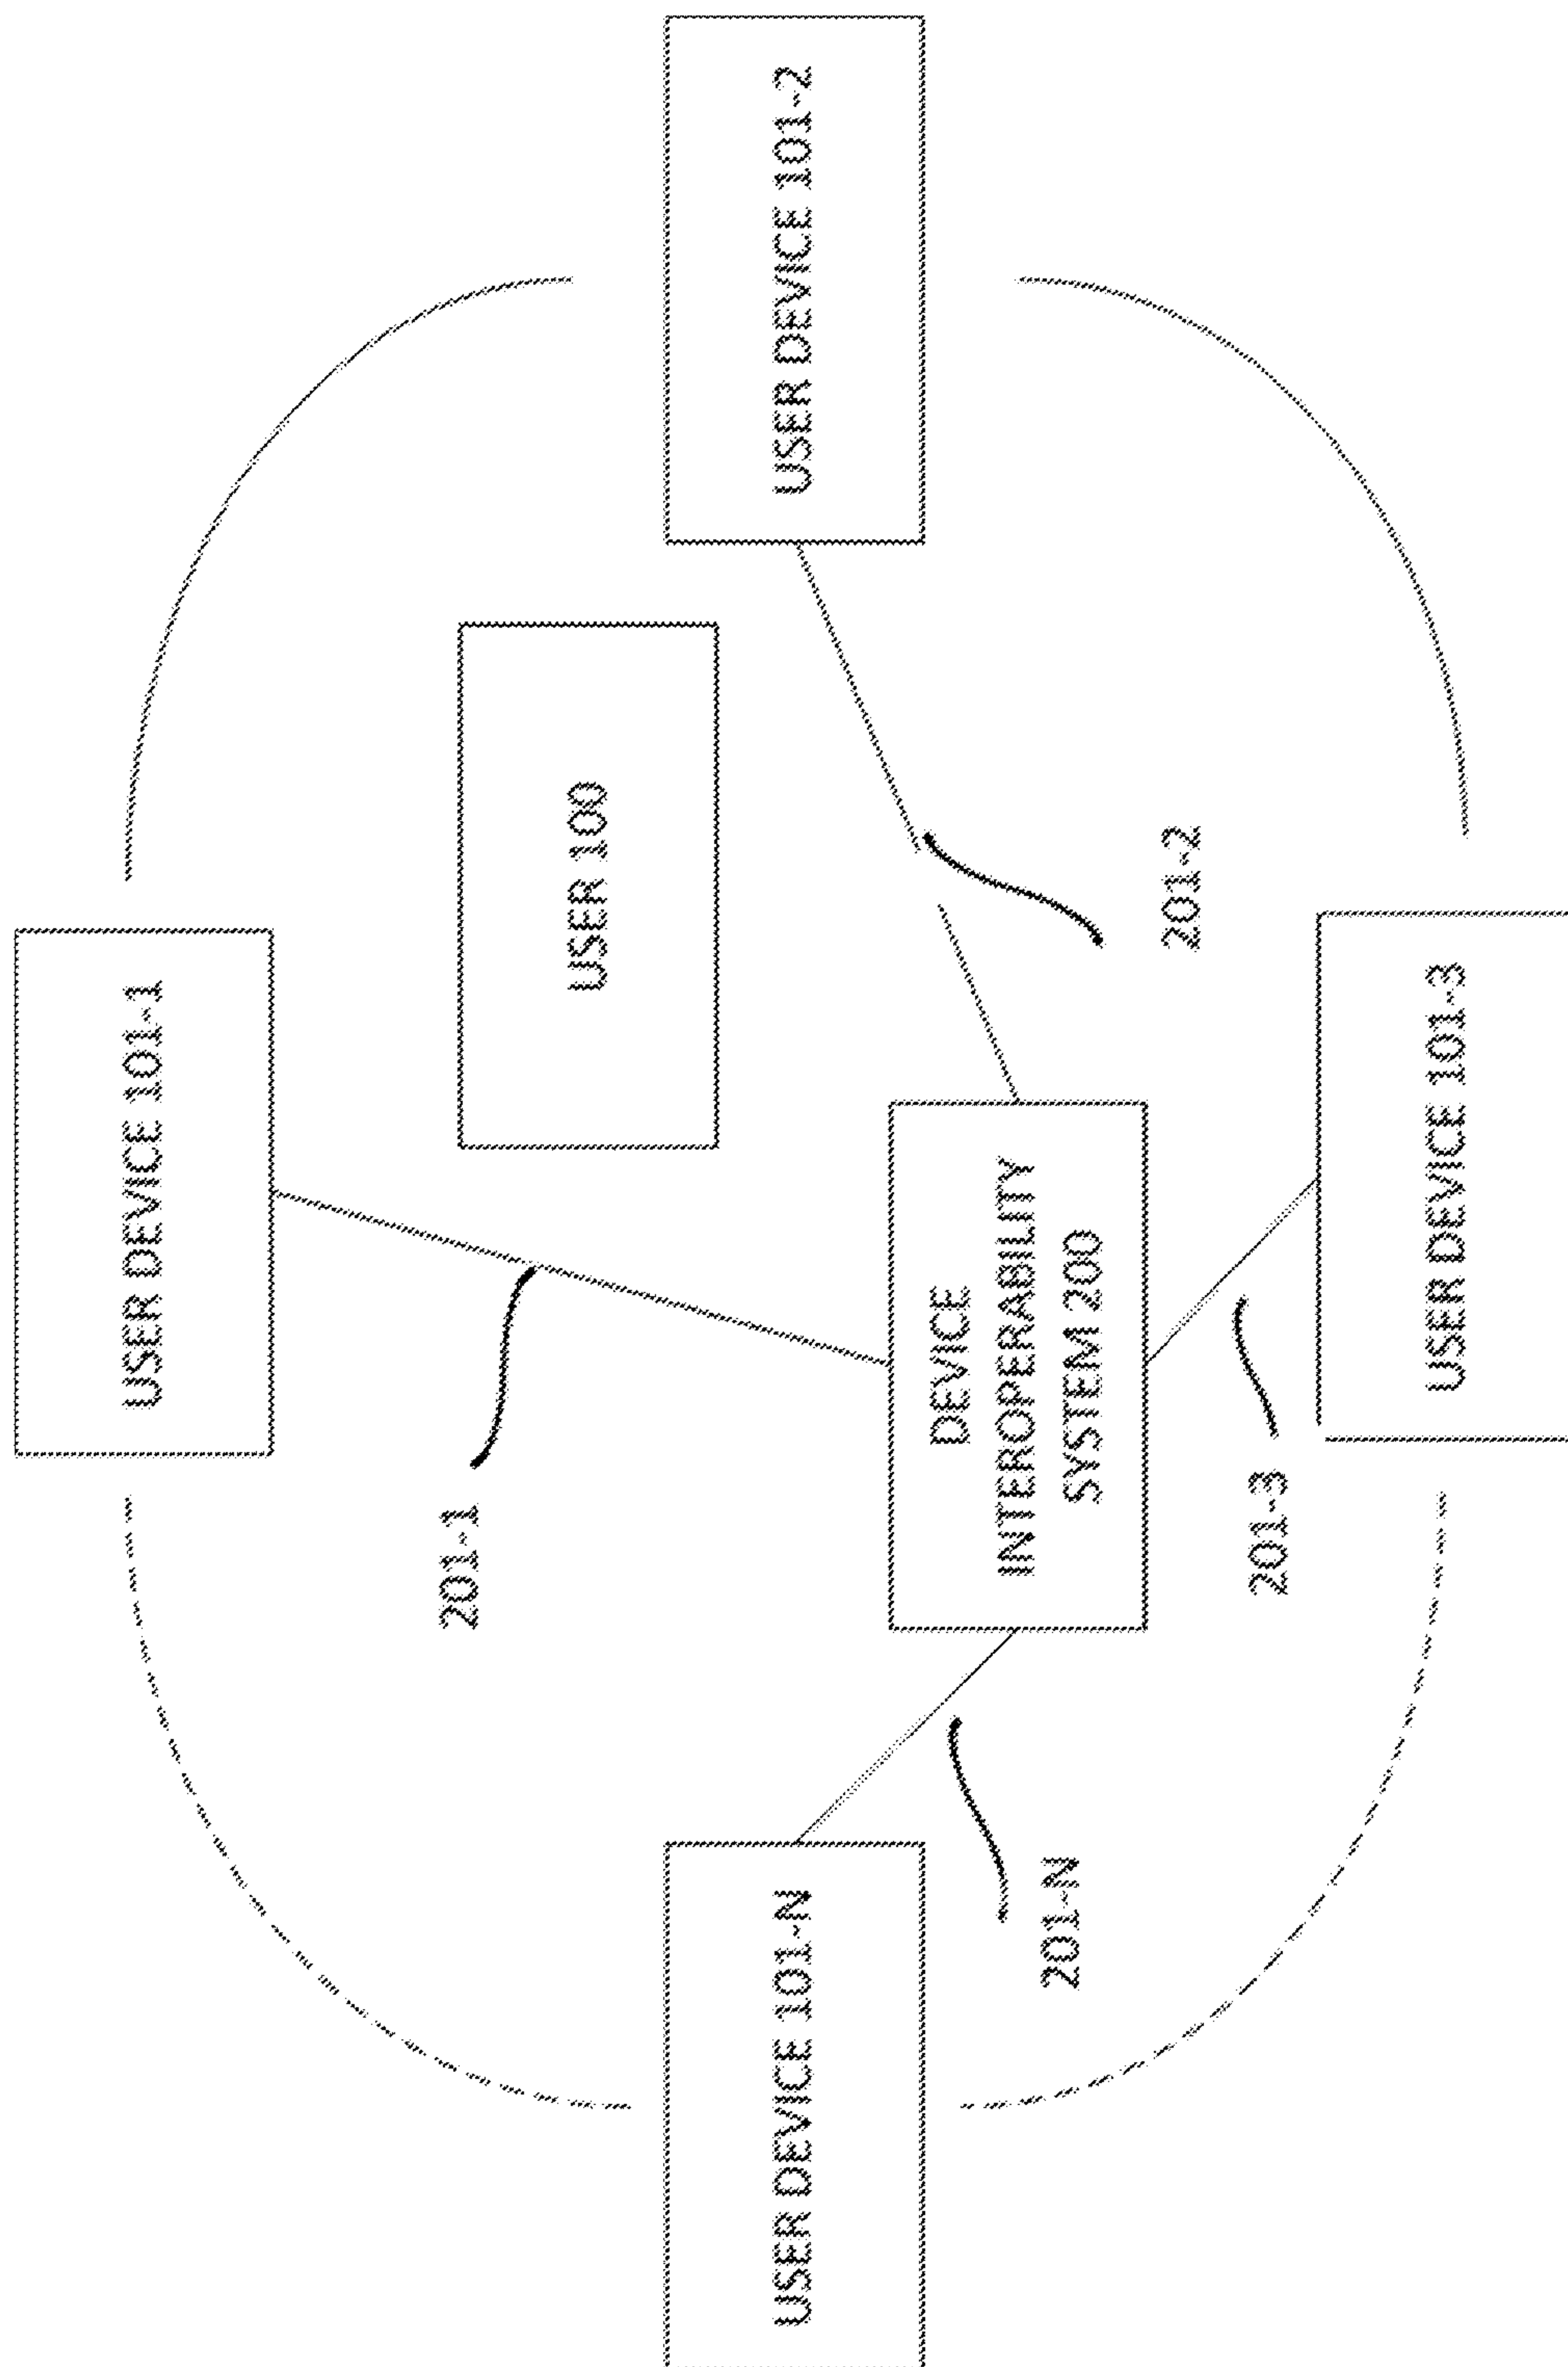 USER DEVICE 101-1
USER 100
201-1
USER DEVICE 101-N
USER DEVICE 101-2
DEVICE
INTEROPERABILITY
SYSTEM 200
201-N
201-2
201-3
USER DEVICE 101-3